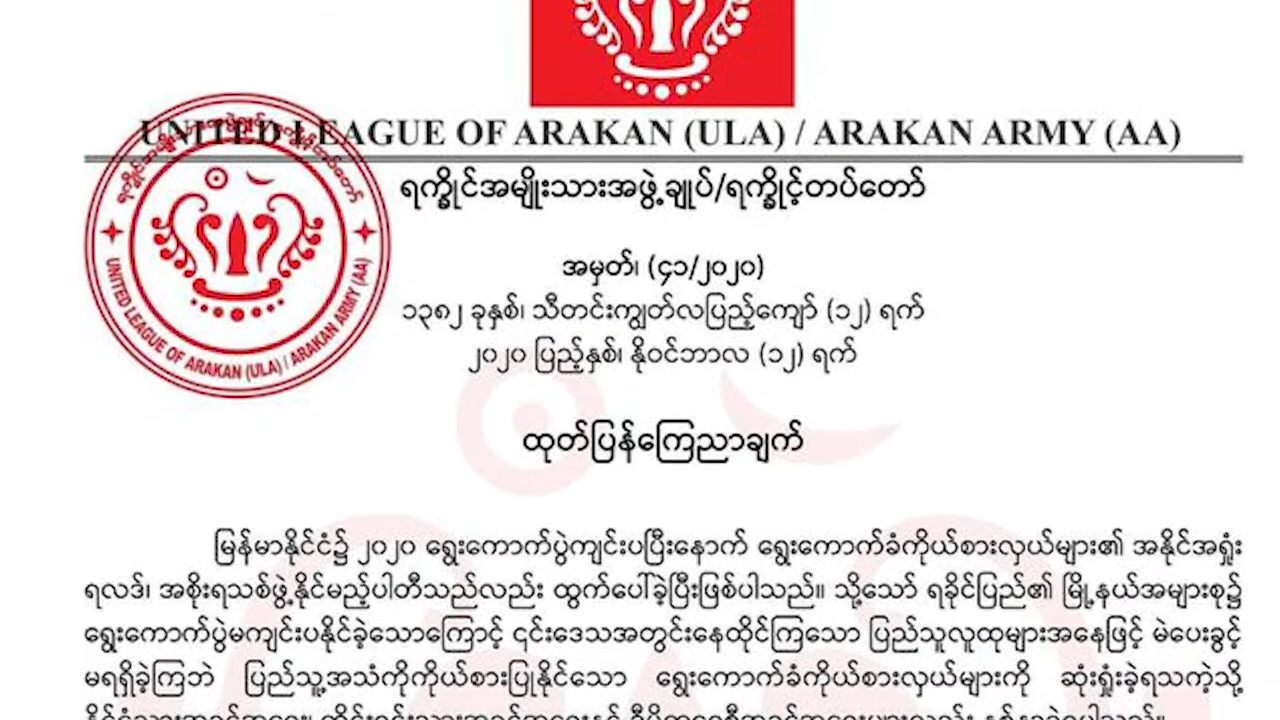 UNITED LEAGUE OF ARAKAN (ULA) / ARAKAN ARMY (AA)
ရက္ခိုင်အမျိုးသားအဖွဲ့ချုပ်/ရက္ခိုင့်တပ်တော်
UNITED LEAGUE OF ARAKAN (ULA) / ARAKAN ARMY (AA)
အမှတ်၊ (၄၁/၂၀၂၀)
၁၃၈၂ ခုနှစ်၊ သီတင်းကျွတ်လပြည့်ကျော် (၁၂) ရက်
၂၀၂၀ ပြည့်နှစ်၊ နိုဝင်ဘာလ (၁၂) ရက်
ထုတ်ပြန်ကြေညာချက်
မြန်မာနိုင်ငံ၌ ၂၀၂၀ ရွေးကောက်ပွဲကျင်းပပြီးနောက် ရွေးကောက်ခံကိုယ်စားလှယ်များ၏ အနိုင်အရှုံး
ရလဒ်၊ အစိုးရသစ်ဖွဲ့နိုင်မည့်ပါတီသည်လည်း ထွက်ပေါ်ခဲ့ပြီးဖြစ်ပါသည်။ သို့သော် ရခိုင်ပြည်၏ မြို့နယ်အများစု၌
ရွေးကောက်ပွဲမကျင်းပနိုင်ခဲ့သောကြောင့် ၎င်းဒေသအတွင်းနေထိုင်ကြသော ပြည်သူလူထုများအနေဖြင့် မဲပေးခွင့်
မရရှိခဲ့ကြဘဲ ပြည်သူ့အသံကိုကိုယ်စားပြုနိုင်သော ရွေးကောက်ခံကိုယ်စားလှယ်များကို ဆုံးရှုံးခဲ့ရသကဲ့သို့